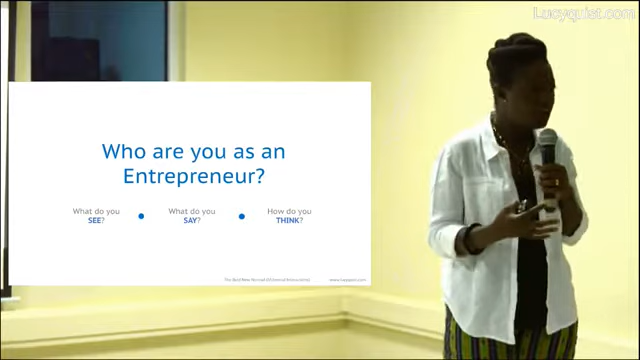 Lucyquist.com
Who are you as an
Entrepreneur?
What do you
SEE?
What do you
SAY?
How do you
THINK?